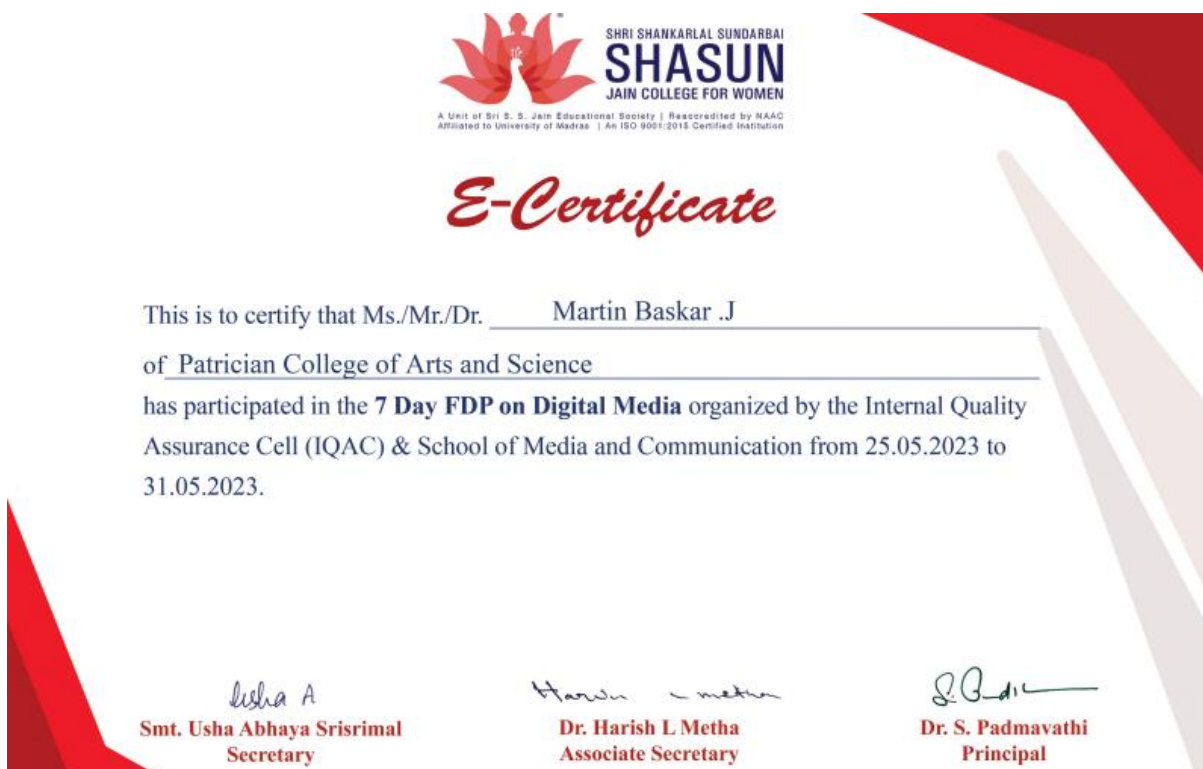 SHRI SHANKARLAL SUNDARBAI
SHASUN
JAIN COLLEGE FOR WOMEN
A Unit of Sri S. S. Jain Educational Society | Reaccredited by NAAC
Affiliated to University of Madras | An ISO 9001:2015 Certified Institution
E-Certificate
This is to certify that Ms./Mr./Dr. Martin Baskar .J
of Patrician College of Arts and Science
has participated in the 7 Day FDP on Digital Media organized by the Internal Quality
Assurance Cell (IQAC) & School of Media and Communication from 25.05.2023 to
31.05.2023.
Usha A
Smt. Usha Abhaya Srisrimal
Secretary
Dr. Harish L Metha
Associate Secretary
Dr. S. Padmavathi
Principal